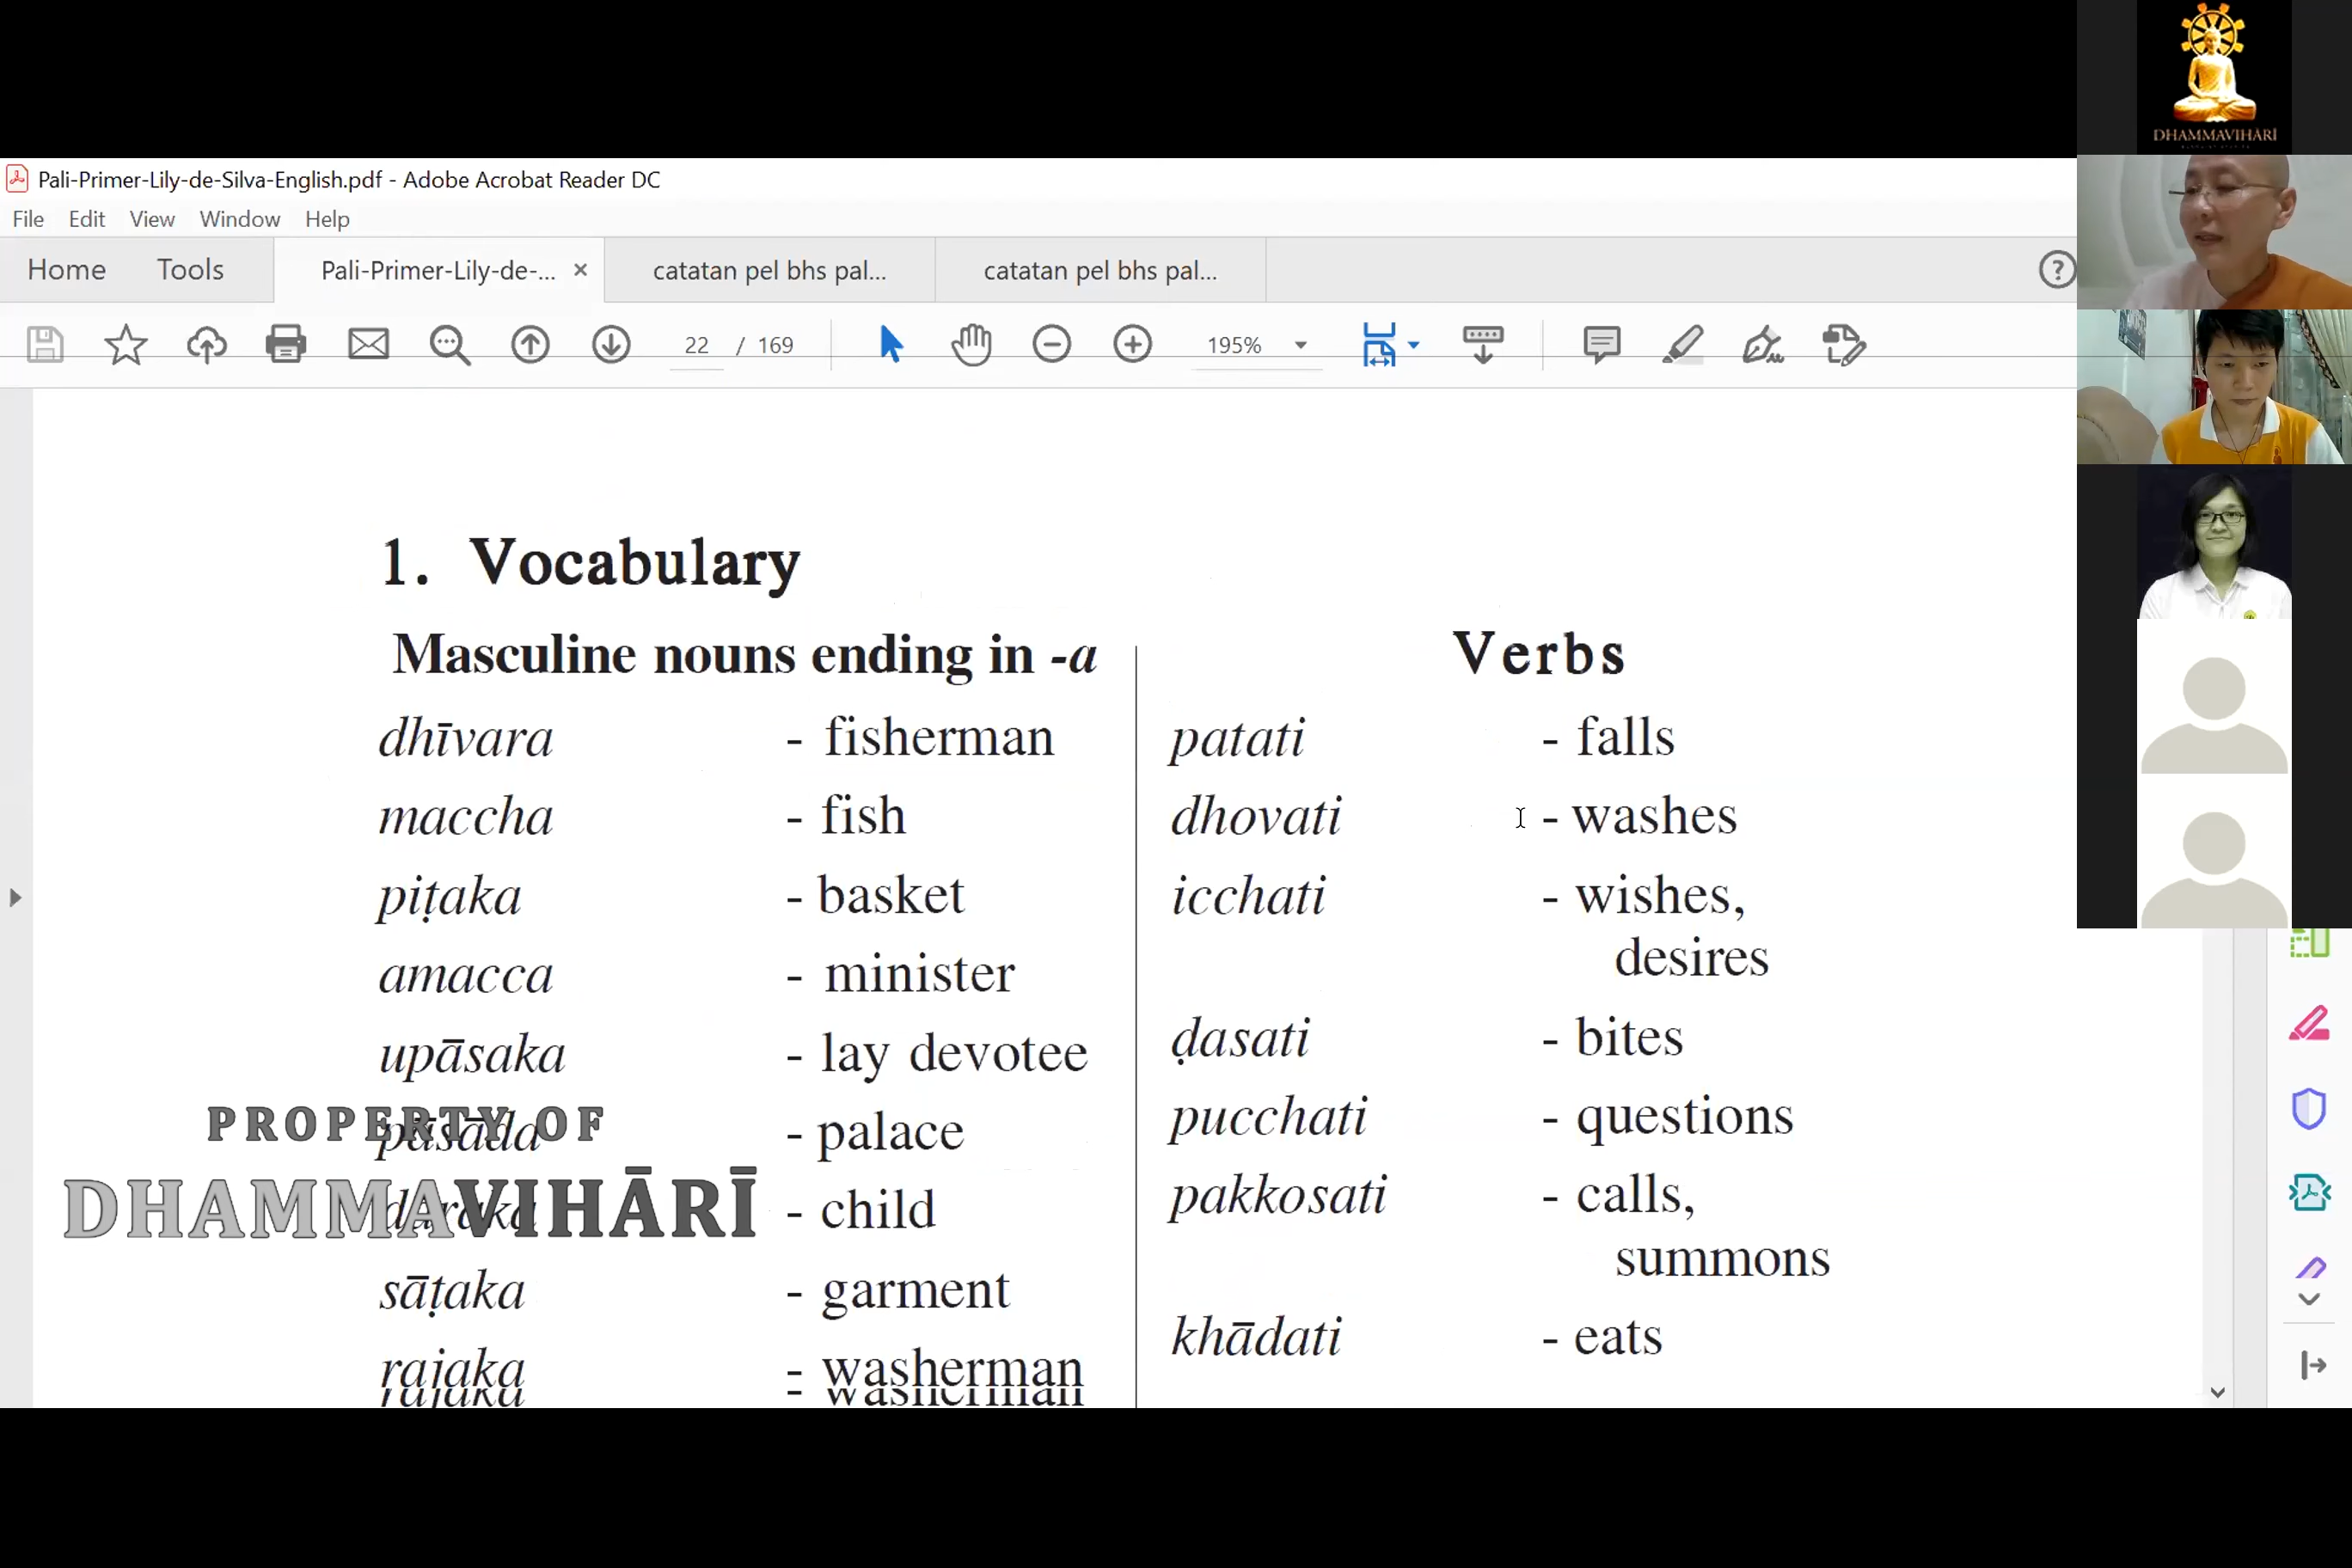 DHAMMAVIHĀRĪ
Pali-Primer-Lily-de-Silva-English.pdf - Adobe Acrobat Reader DC
File Edit View Window Help
Home Tools Pali-Primer-Lily-de-... × catatan pel bhs pal... catatan pel bhs pal...
22 / 169 195%
1. Vocabulary
Masculine nouns ending in -a
dhīvara - fisherman
maccha - fish
piṭaka - basket
amacca - minister
upāsaka - lay devotee
pāsāda - palace
dāraka - child
sāṭaka - garment
rajaka - washerman
Verbs
patati - falls
dhovati - washes
icchati - wishes,
desires
ḍasati - bites
pucchati - questions
pakkosati - calls,
summons
khādati - eats
PROPERTY OF
DHAMMAVIHĀRĪ